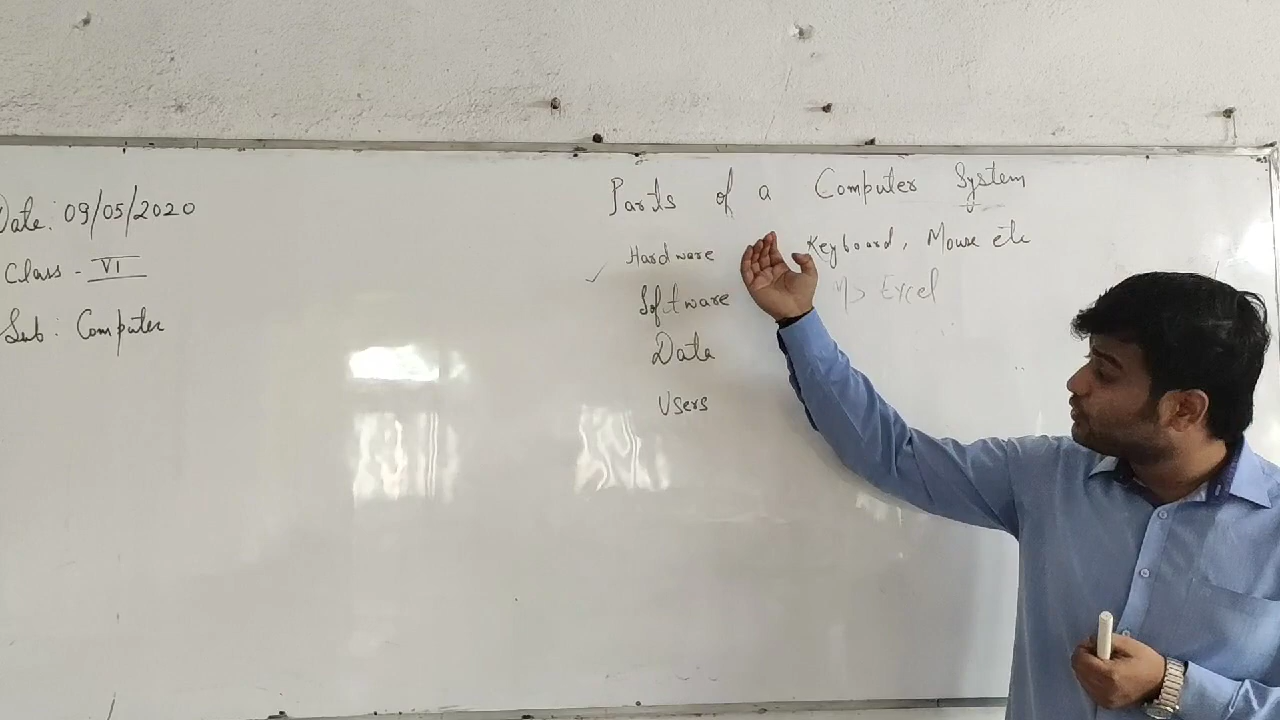 Date: 09/05/2020
Class - VI
Sub: Computer
Parts of a Computer System
Hardware Keyboard, Mouse etc
Software Ms Excel
Data
Users